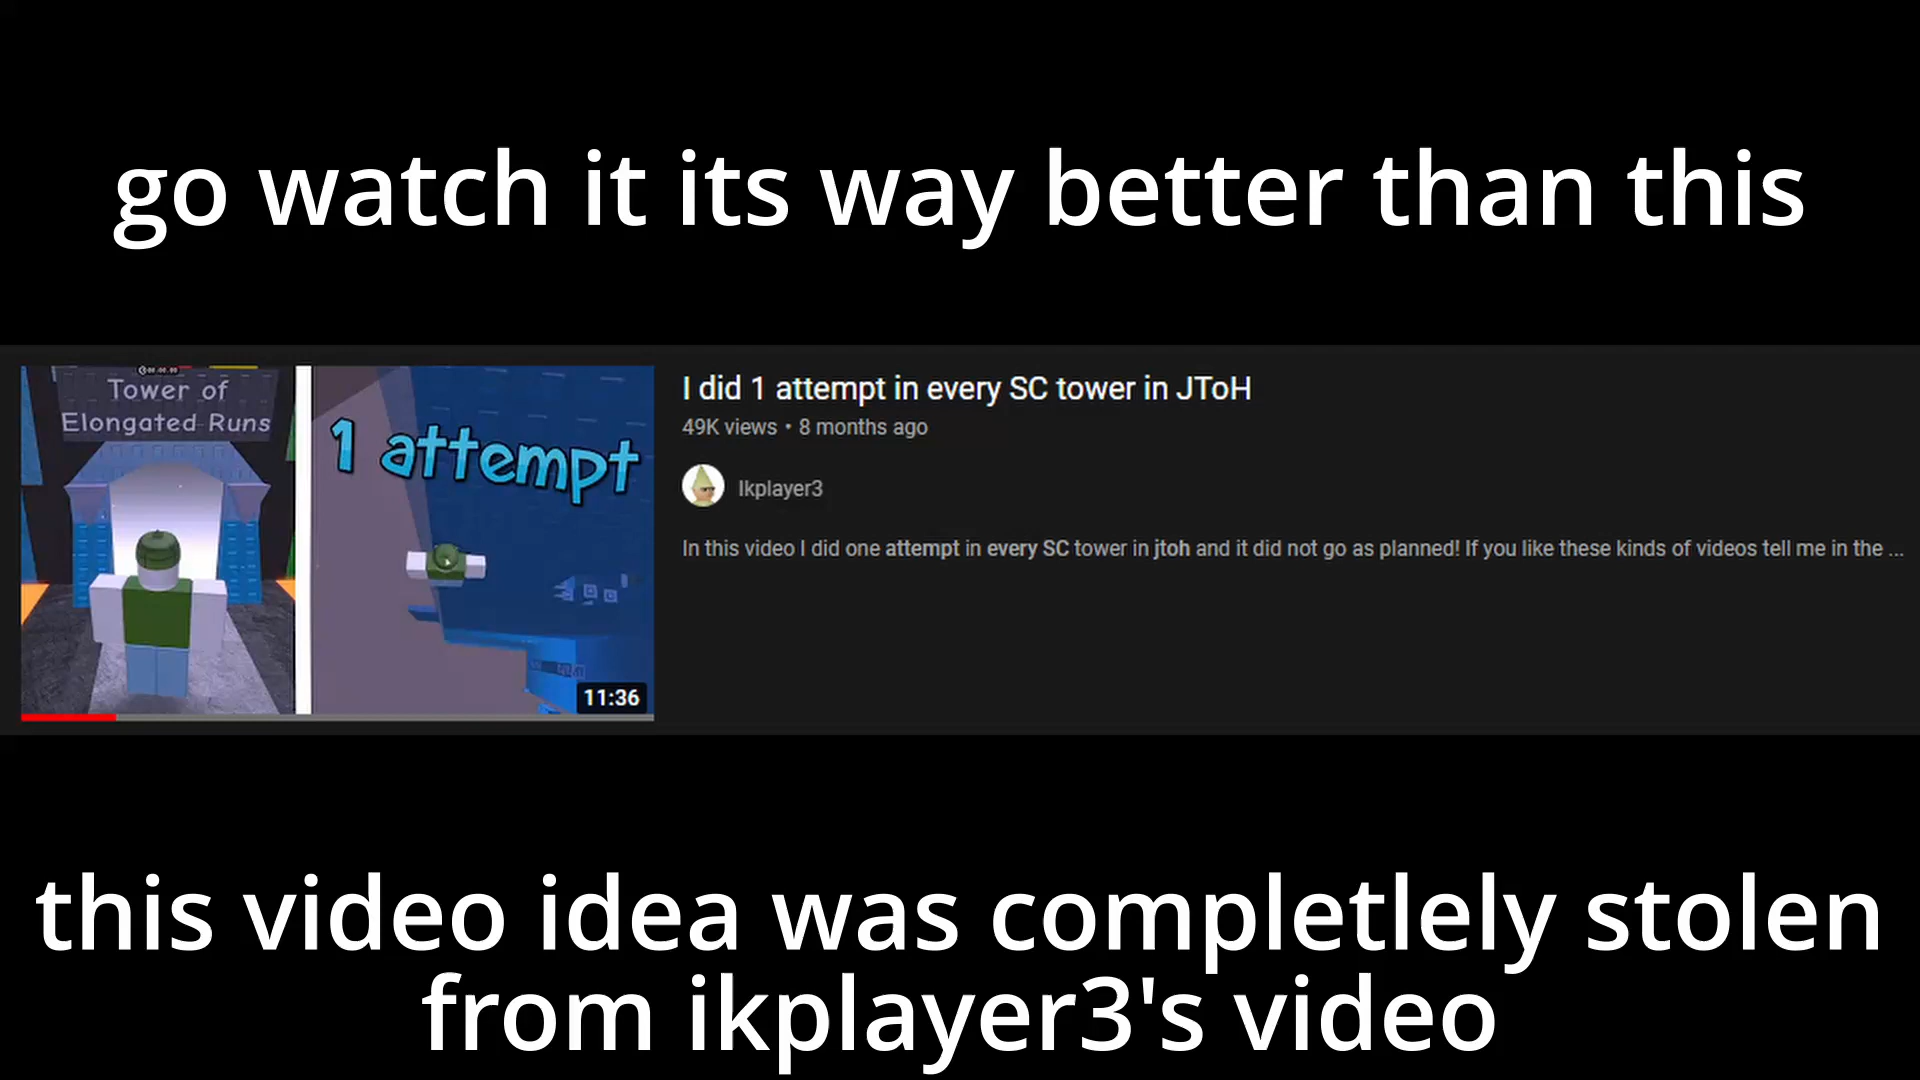 go watch it its way better than this
Tower of
Elongated Runs
1 attempt
11:36
I did 1 attempt in every SC tower in JToH
49K views • 8 months ago
Ikplayer3
In this video I did one attempt in every SC tower in jtoh and it did not go as planned! If you like these kinds of videos tell me in the ...
this video idea was completlely stolen
from ikplayer3's video